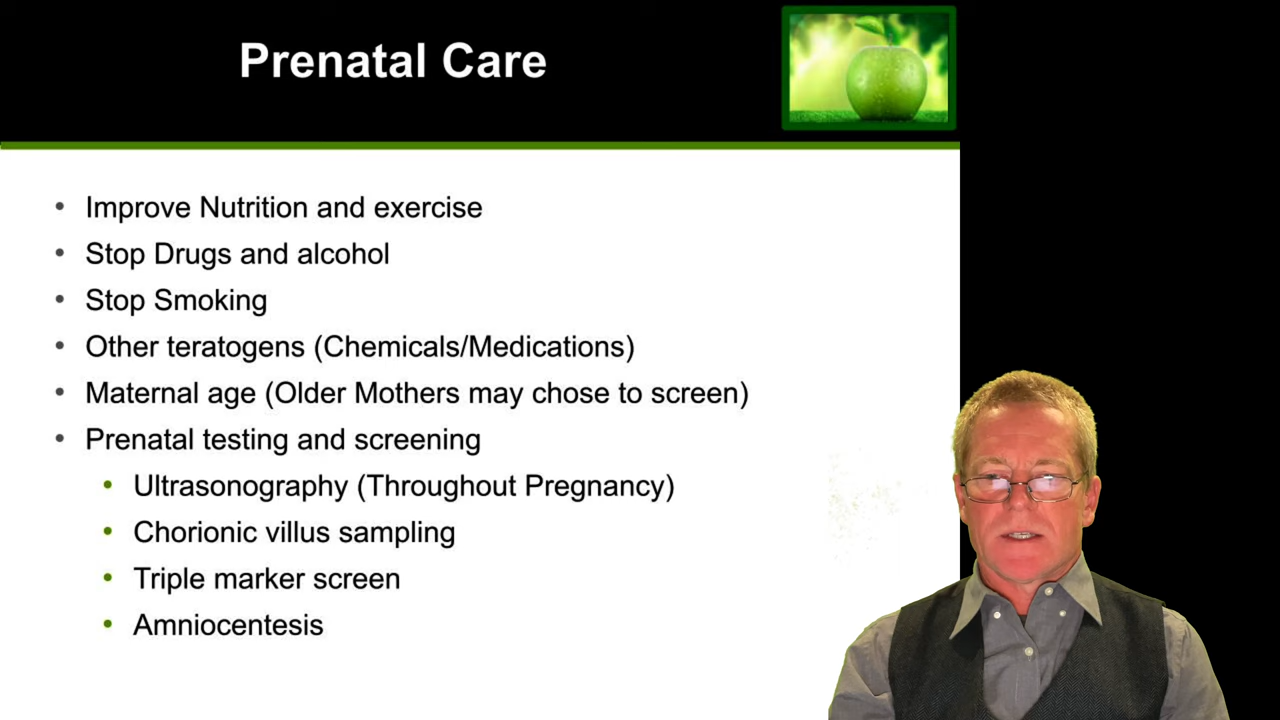 Prenatal Care
• Improve Nutrition and exercise
• Stop Drugs and alcohol
• Stop Smoking
• Other teratogens (Chemicals/Medications)
• Maternal age (Older Mothers may chose to screen)
• Prenatal testing and screening
• Ultrasonography (Throughout Pregnancy)
• Chorionic villus sampling
• Triple marker screen
• Amniocentesis